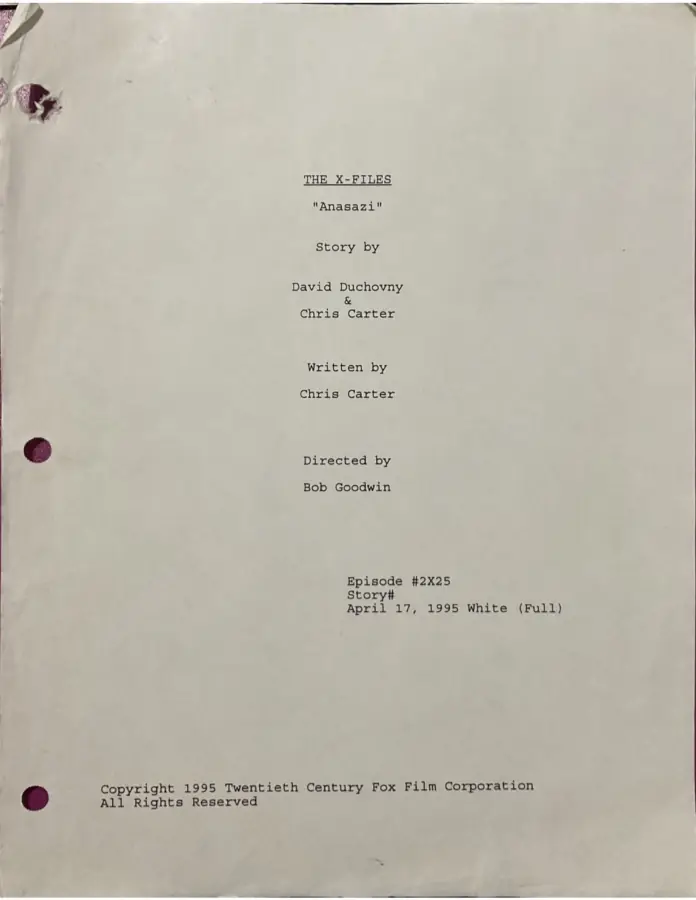 THE X-FILES
"Anasazi"
Story by
David Duchovny
&
Chris Carter
Written by
Chris Carter
Directed by
Bob Goodwin
Episode #2X25
Story#
April 17, 1995 White (Full)
Copyright 1995 Twentieth Century Fox Film Corporation
All Rights Reserved